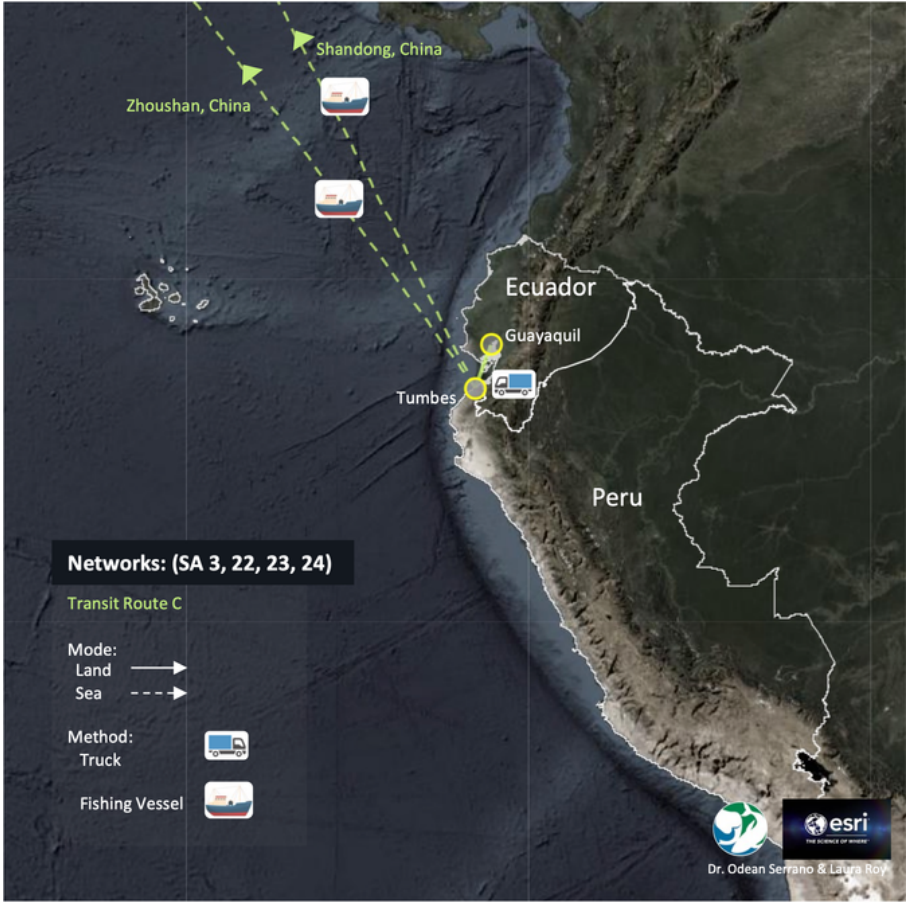 Shandong, China
Zhoushan, China
Ecuador
Guayaquil
Tumbes
Peru
Networks: (SA 3, 22, 23, 24)
Transit Route C
Mode:
Land
Sea
Method:
Truck
Fishing Vessel
esri
THE SCIENCE OF WHERE™
Dr. Odean Serrano & Laura Roy